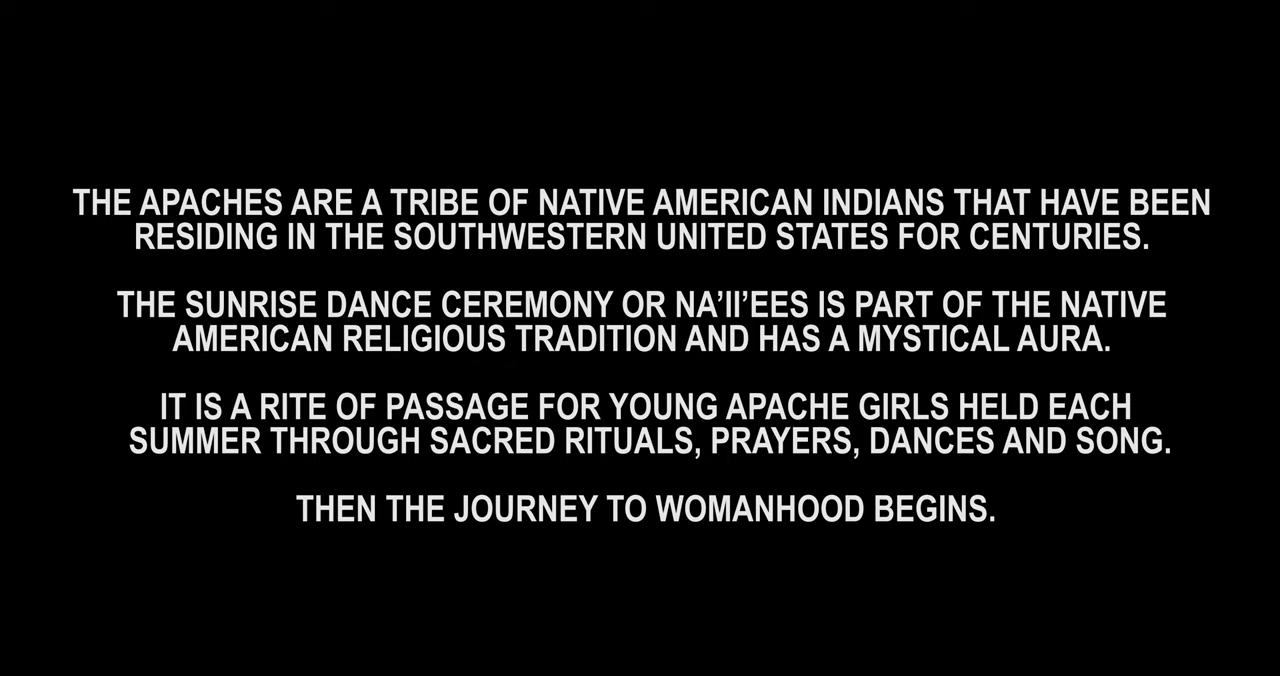 THE APACHES ARE A TRIBE OF NATIVE AMERICAN INDIANS THAT HAVE BEEN
RESIDING IN THE SOUTHWESTERN UNITED STATES FOR CENTURIES.
THE SUNRISE DANCE CEREMONY OR NA’II’EES IS PART OF THE NATIVE
AMERICAN RELIGIOUS TRADITION AND HAS A MYSTICAL AURA.
IT IS A RITE OF PASSAGE FOR YOUNG APACHE GIRLS HELD EACH
SUMMER THROUGH SACRED RITUALS, PRAYERS, DANCES AND SONG.
THEN THE JOURNEY TO WOMANHOOD BEGINS.